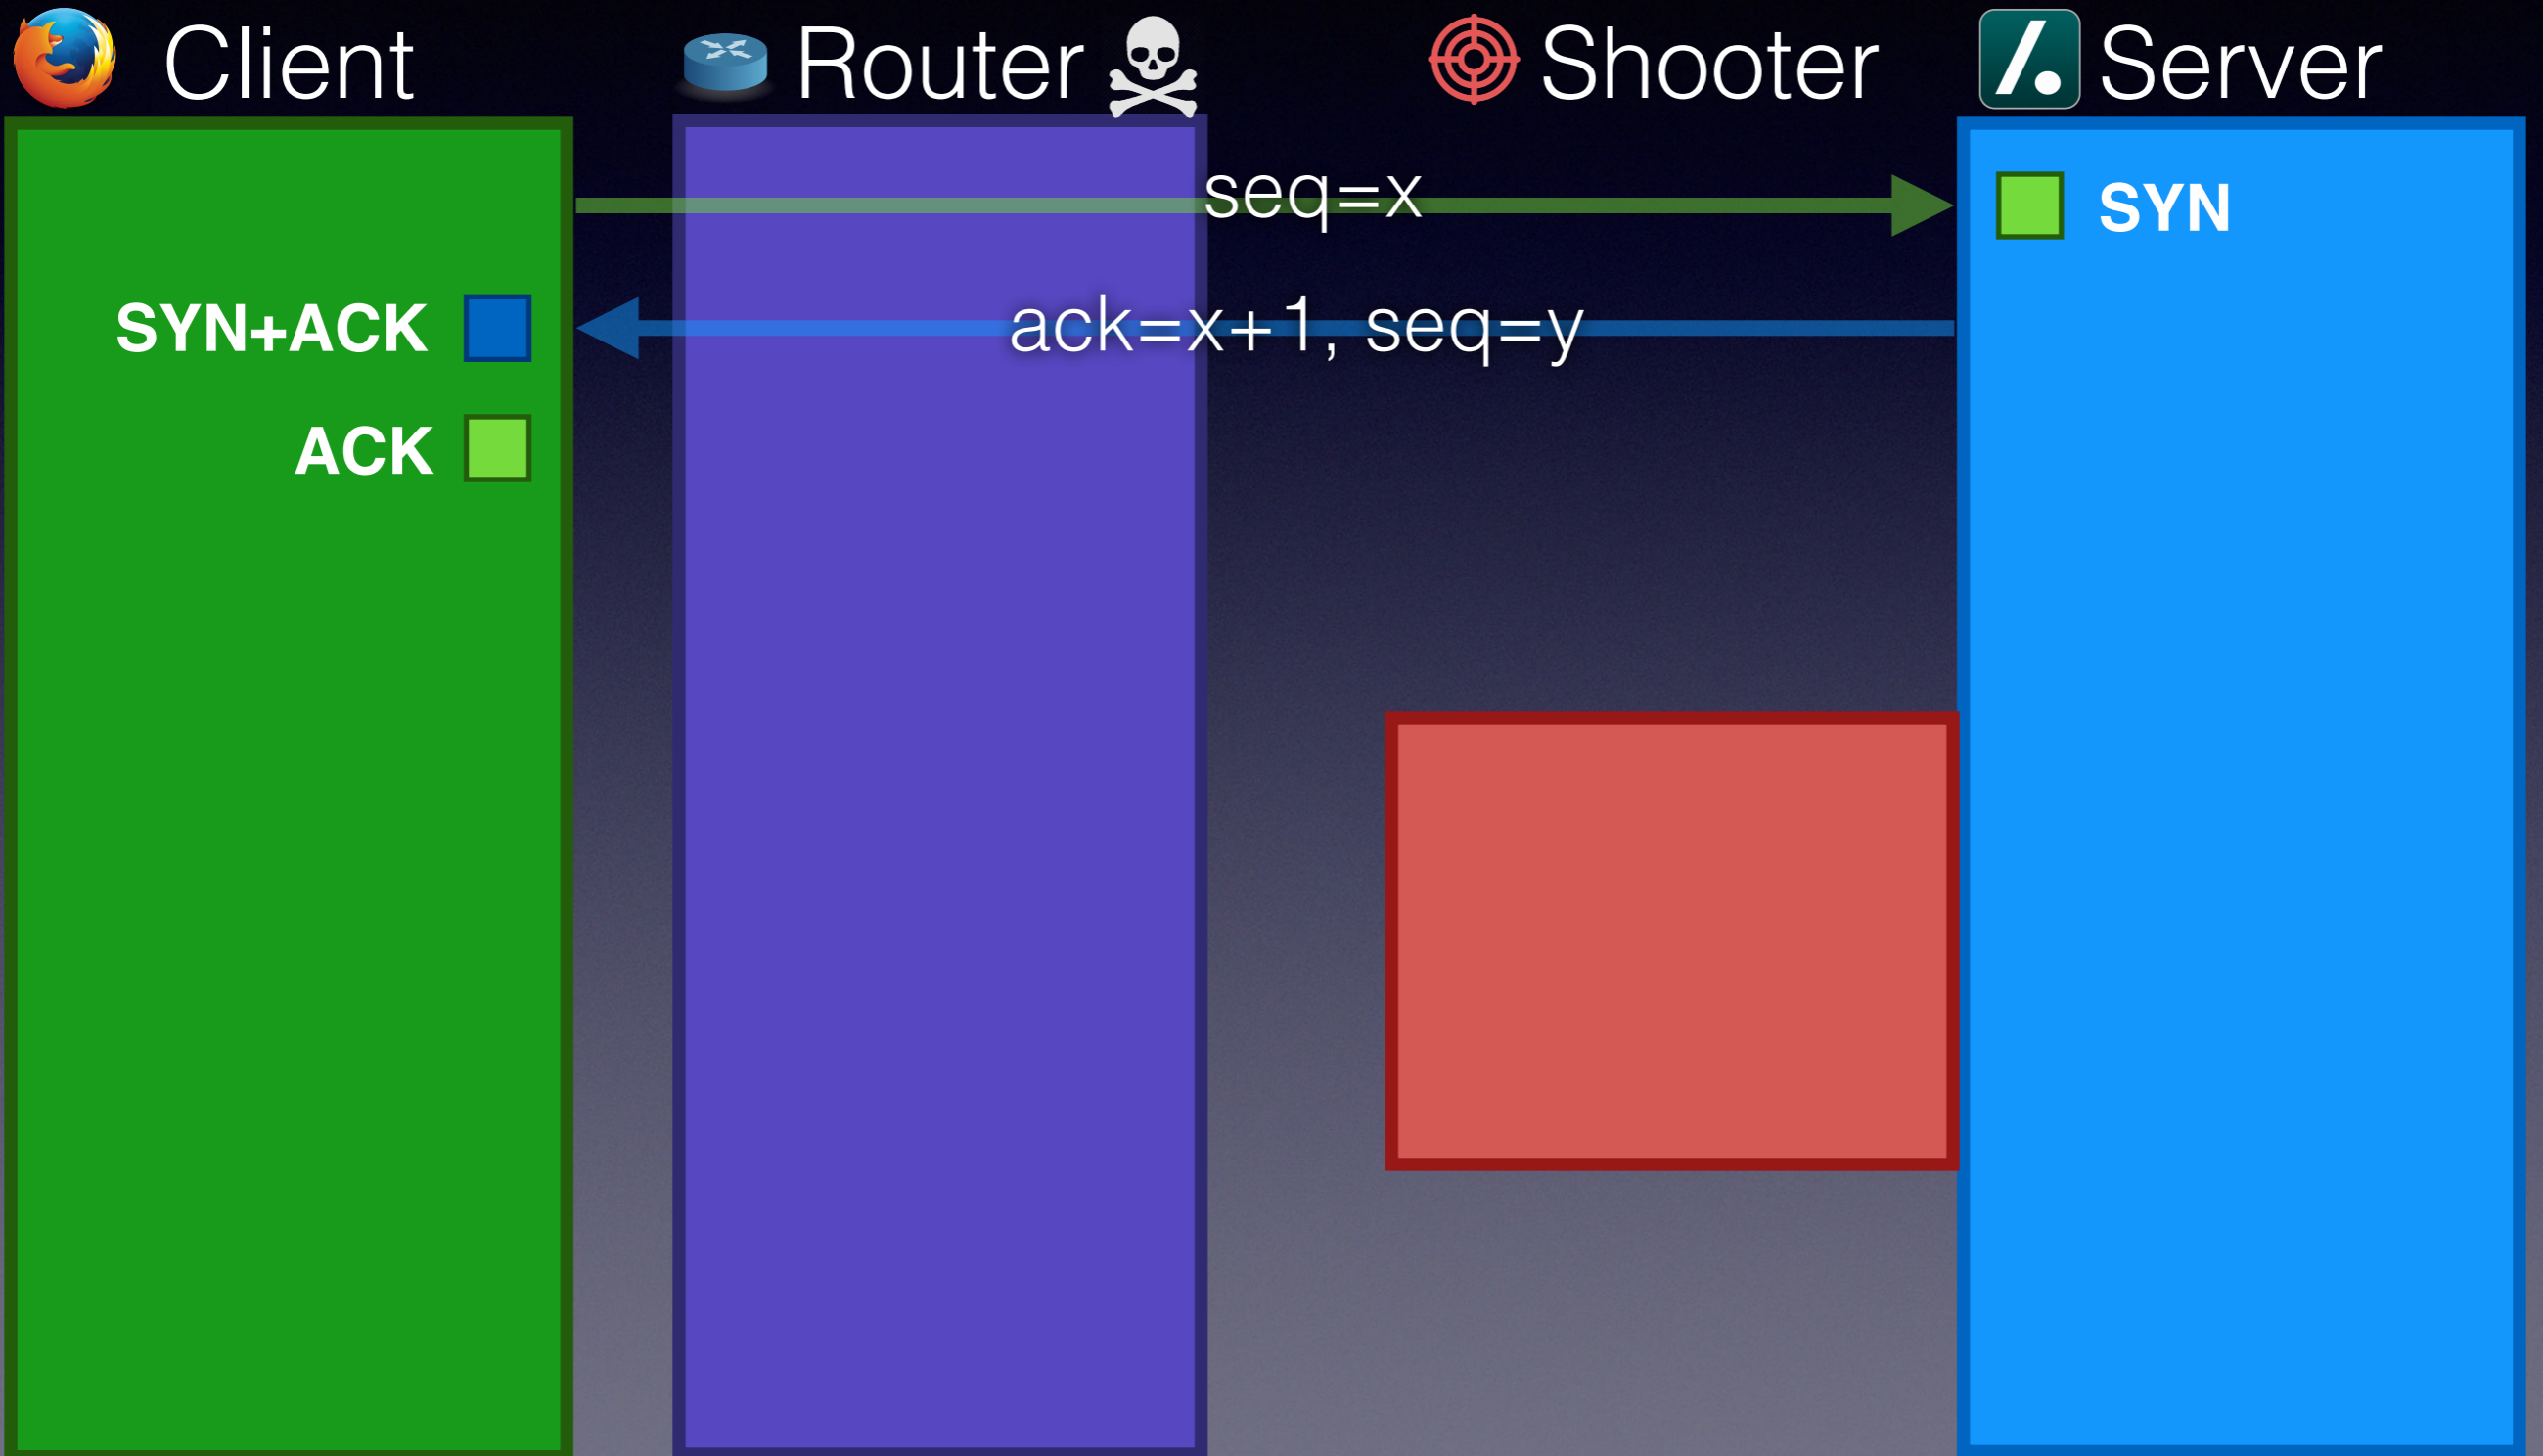 Client Router Shooter Server
seq=x SYN
SYN+ACK ack=x+1, seq=y
ACK